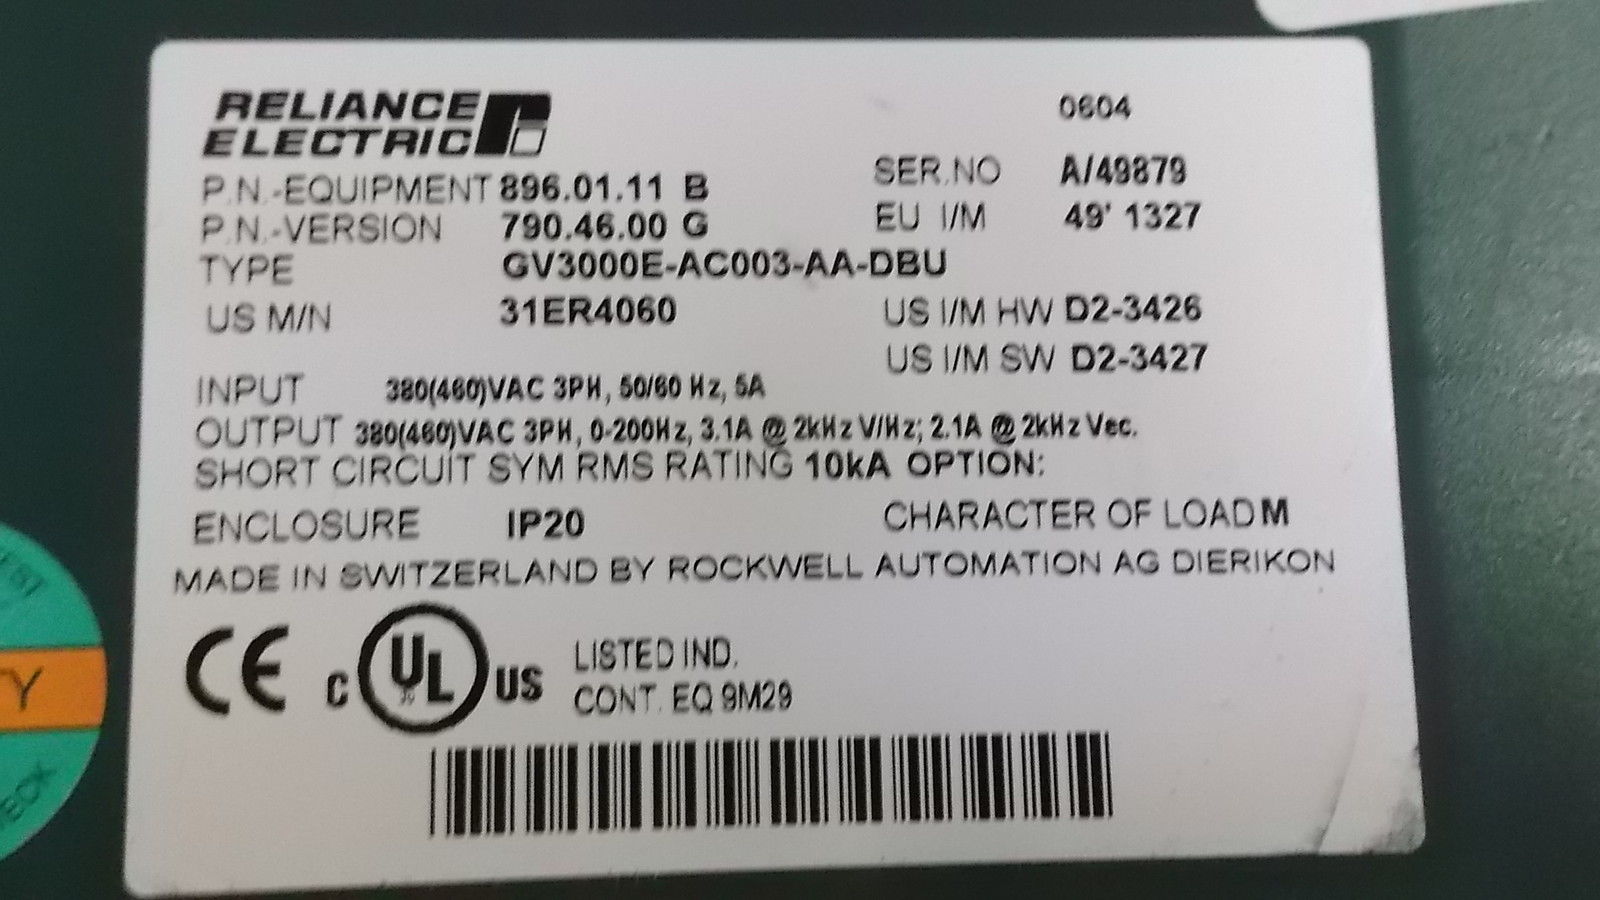 RELIANCE
ELECTRIC
0604
P.N.-EQUIPMENT 896.01.11 B
SER.NO A/49879
P.N.-VERSION 790.46.00 G
EU I/M 49' 1327
TYPE GV3000E-AC003-AA-DBU
US M/N 31ER4060
US I/M HW D2-3426
US I/M SW D2-3427
INPUT 380(460)VAC 3PH, 50/60 Hz, 5A
OUTPUT 380(460)VAC 3PH, 0-200Hz, 3.1A @ 2kHz V/Hz; 2.1A @ 2kHz Vec.
SHORT CIRCUIT SYM RMS RATING 10kA OPTION:
ENCLOSURE IP20
CHARACTER OF LOAD M
MADE IN SWITZERLAND BY ROCKWELL AUTOMATION AG DIERIKON
CE C UL US
LISTED IND.
CONT. EQ 9M29